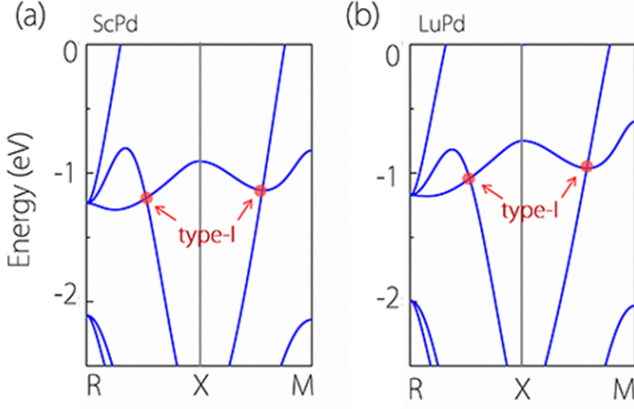 (a) ScPd
(b) LuPd
0
-1
-2
Energy (eV)
type-I
R X M
0
-1
-2
type-I
R X M